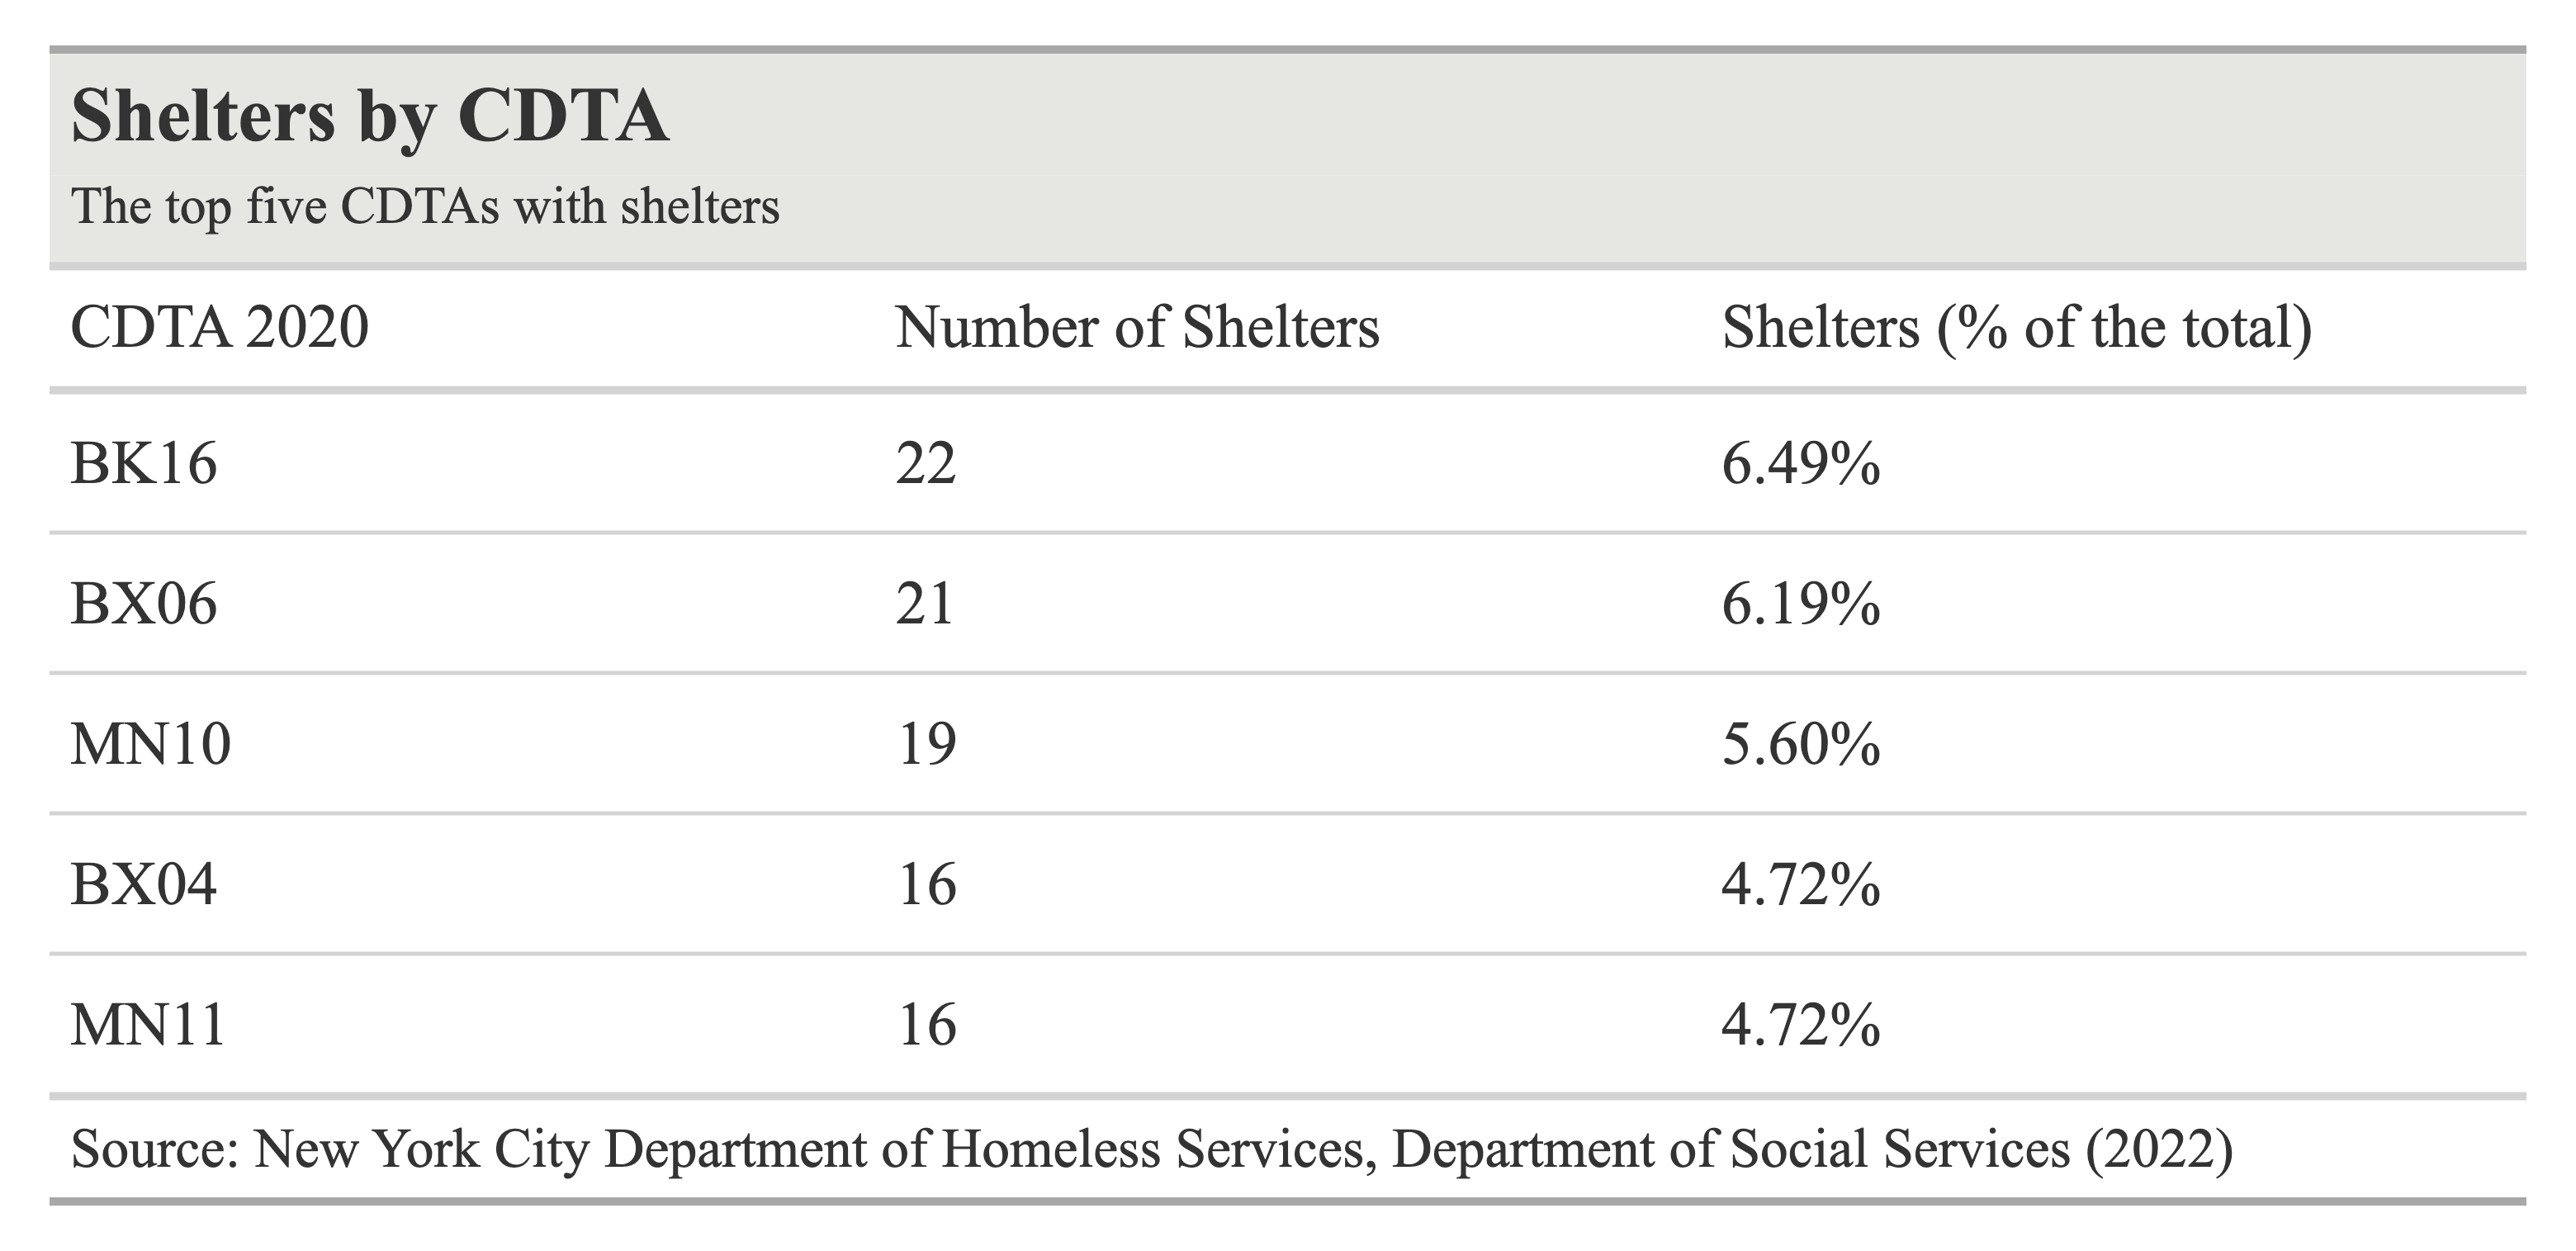 Shelters by CDTA
The top five CDTAs with shelters
CDTA 2020 Number of Shelters Shelters (% of the total)
BK16 22 6.49%
BX06 21 6.19%
MN10 19 5.60%
BX04 16 4.72%
MN11 16 4.72%
Source: New York City Department of Homeless Services, Department of Social Services (2022)